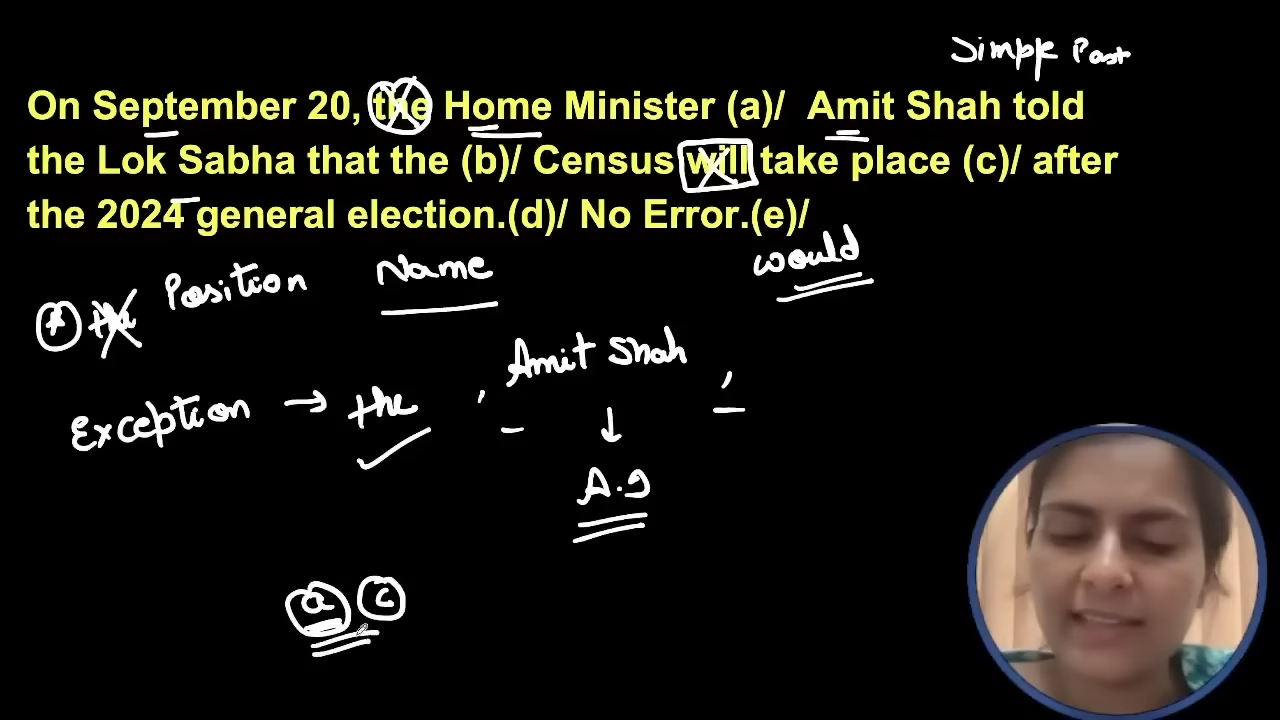 Simple Past
On September 20, the Home Minister (a)/ Amit Shah told
the Lok Sabha that the (b)/ Census will take place (c)/ after
the 2024 general election.(d)/ No Error.(e)/
would
Position Name
the
Amit Shah
Exception → the , ,
A.I
a c